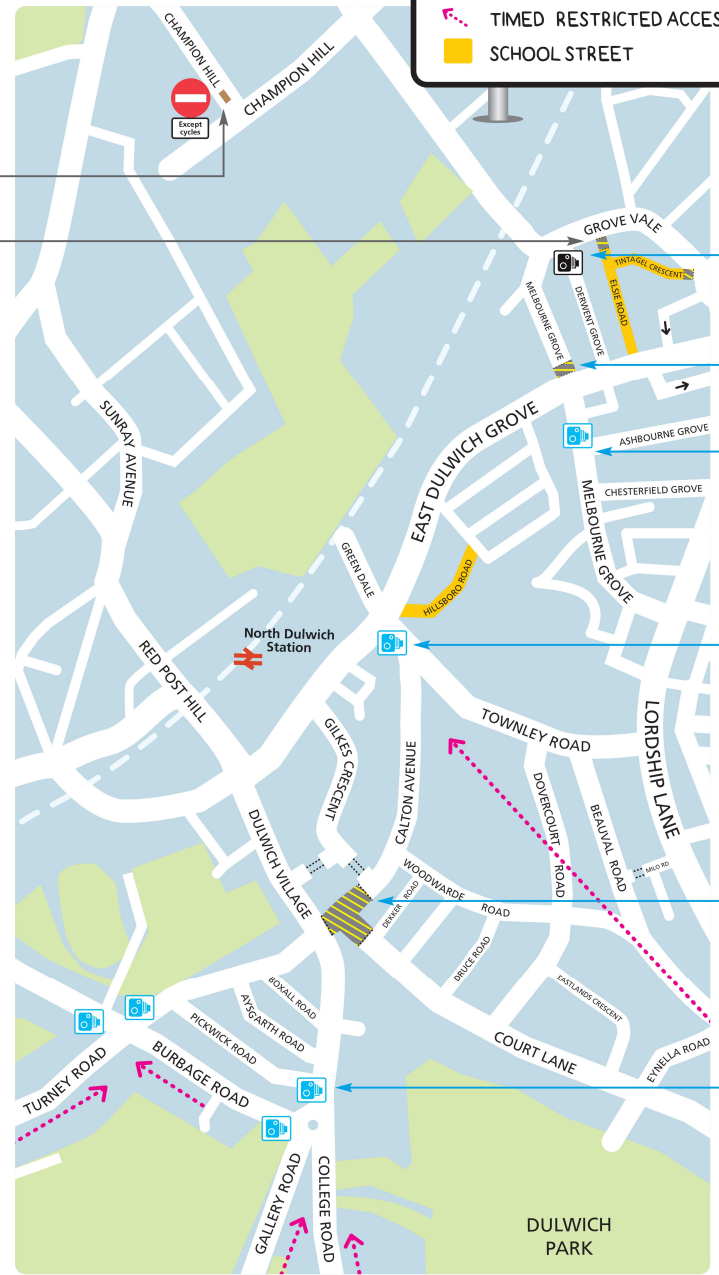 TIMED RESTRICTED ACCES
SCHOOL STREET
CHAMPION HILL
CHAMPION HILL
Except
cycles
GROVE VALE
TINTAGEL CRESCENT
ELSIE ROAD
DERWENT GROVE
MELBOURNE GROVE
EAST DULWICH GROVE
SUNRAY AVENUE
ASHBOURNE GROVE
CHESTERFIELD GROVE
MELBOURNE GROVE
GREEN DALE
HILLSBORO ROAD
North Dulwich
Station
RED POST HILL
GILKES CRESCENT
TOWNLEY ROAD
LORDSHIP LANE
CALTON AVENUE
DOVERCOURT ROAD
BEAUVAL ROAD
MILO RD
DULWICH VILLAGE
WOODWARDE ROAD
DEKKER ROAD
DRUCE ROAD
EASTLANDS CRESCENT
BOXALL ROAD
AYSGARTH ROAD
PICKWICK ROAD
COURT LANE
EYNELLA ROAD
BURBAGE ROAD
TURNEY ROAD
GALLERY ROAD
COLLEGE ROAD
DULWICH
PARK